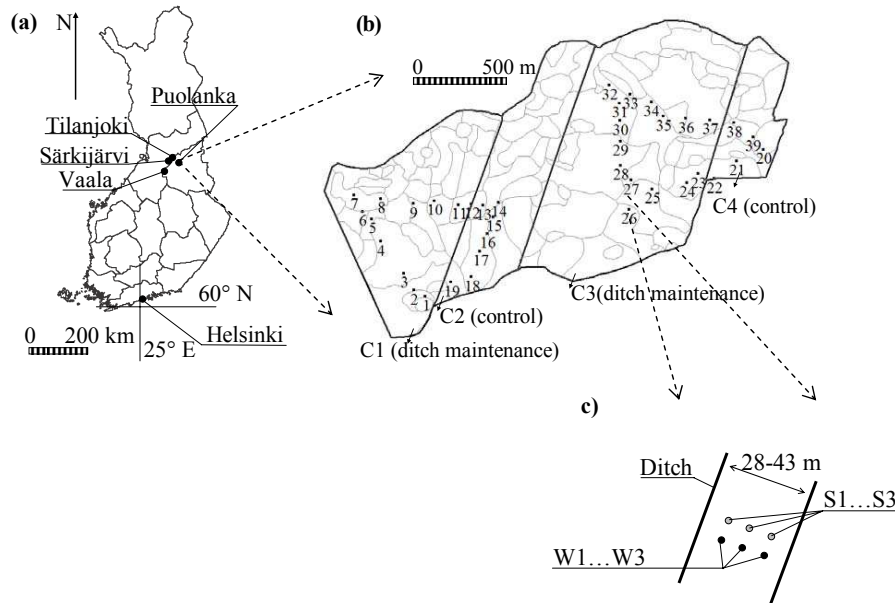 (a)
N
Puolanka
Tilanjoki
Särkijärvi
Vaala
60° N
0 200 km
25° E
Helsinki
(b)
0 500 m
32
33
34
31
35
36
37
38
30
39
20
29
21
28
27
25
24
23
22
26
7
8
9
10
11
12
13
14
6
5
15
4
16
17
3
2
1
19
18
C4 (control)
C3(ditch maintenance)
C2 (control)
C1 (ditch maintenance)
c)
28-43 m
Ditch
S1…S3
W1…W3